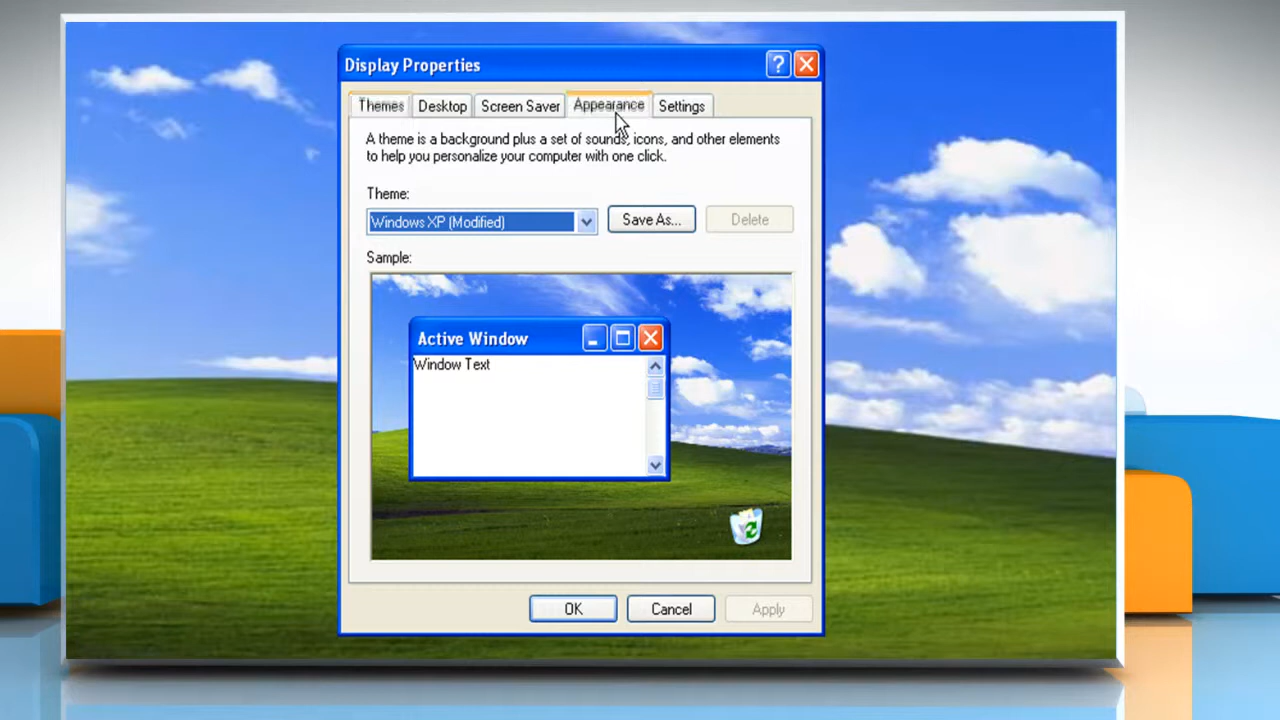 Display Properties
Themes Desktop Screen Saver Appearance Settings
A theme is a background plus a set of sounds, icons, and other elements
to help you personalize your computer with one click.
Theme:
Windows XP (Modified) Save As... Delete
Sample:
Active Window
Window Text
OK Cancel Apply